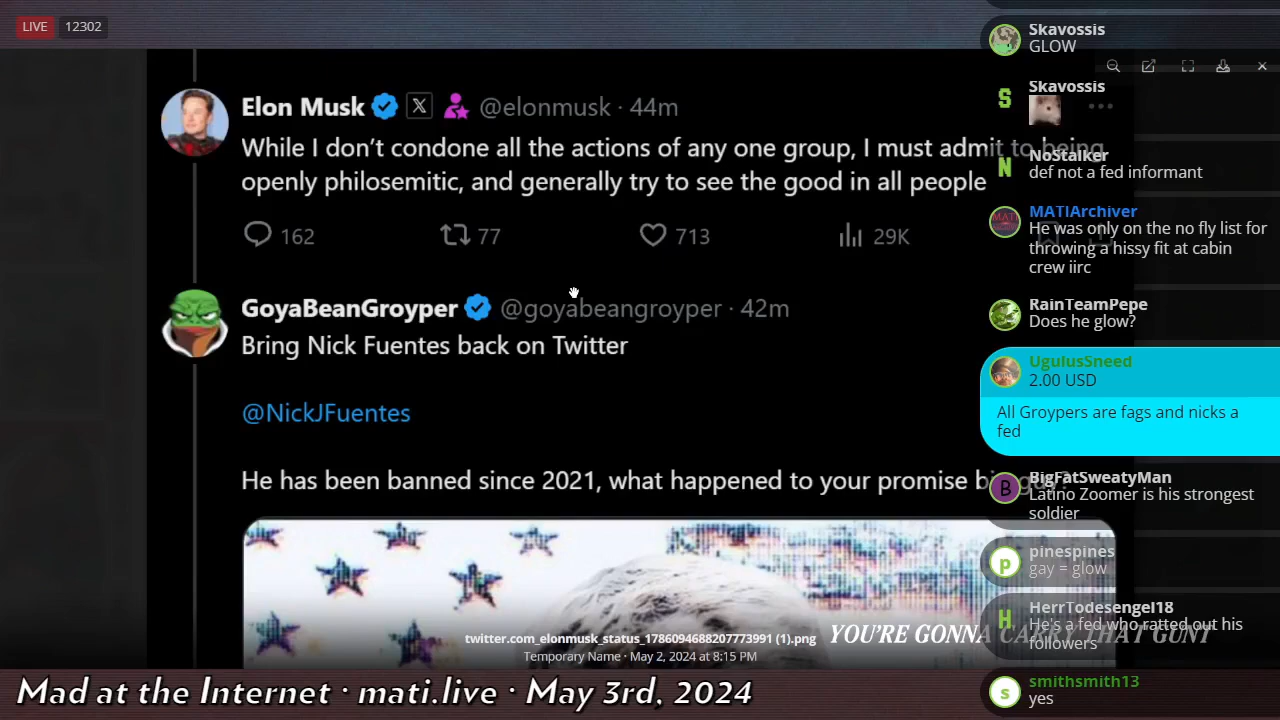 LIVE 12302
Elon Musk @elonmusk · 44m
While I don’t condone all the actions of any one group, I must admit to being
openly philosemitic, and generally try to see the good in all people
162 77 713 29K
GoyaBeanGroyper @goyabeangroyper · 42m
Bring Nick Fuentes back on Twitter
@NickJFuentes
He has been banned since 2021, what happened to your promise
twitter.com_elonmusk_status_1786094688207773991 (1).png
Temporary Name · May 2, 2024 at 8:15 PM
YOU’RE GONNA CARRY THAT GUNT
Mad at the Internet · mati.live · May 3rd, 2024
Skavossis
GLOW
S
Skavossis
N
NoStalker
def not a fed informant
MATI
MATIArchiver
He was only on the no fly list for
throwing a hissy fit at cabin
crew iirc
RainTeamPepe
Does he glow?
UgulusSneed
2.00 USD
All Groypers are fags and nicks a
fed
B
BigFatSweatyMan
Latino Zoomer is his strongest
soldier
p
pinespines
gay = glow
H
HerrTodesengel18
He's a fed who ratted out his
followers
s
smithsmith13
yes